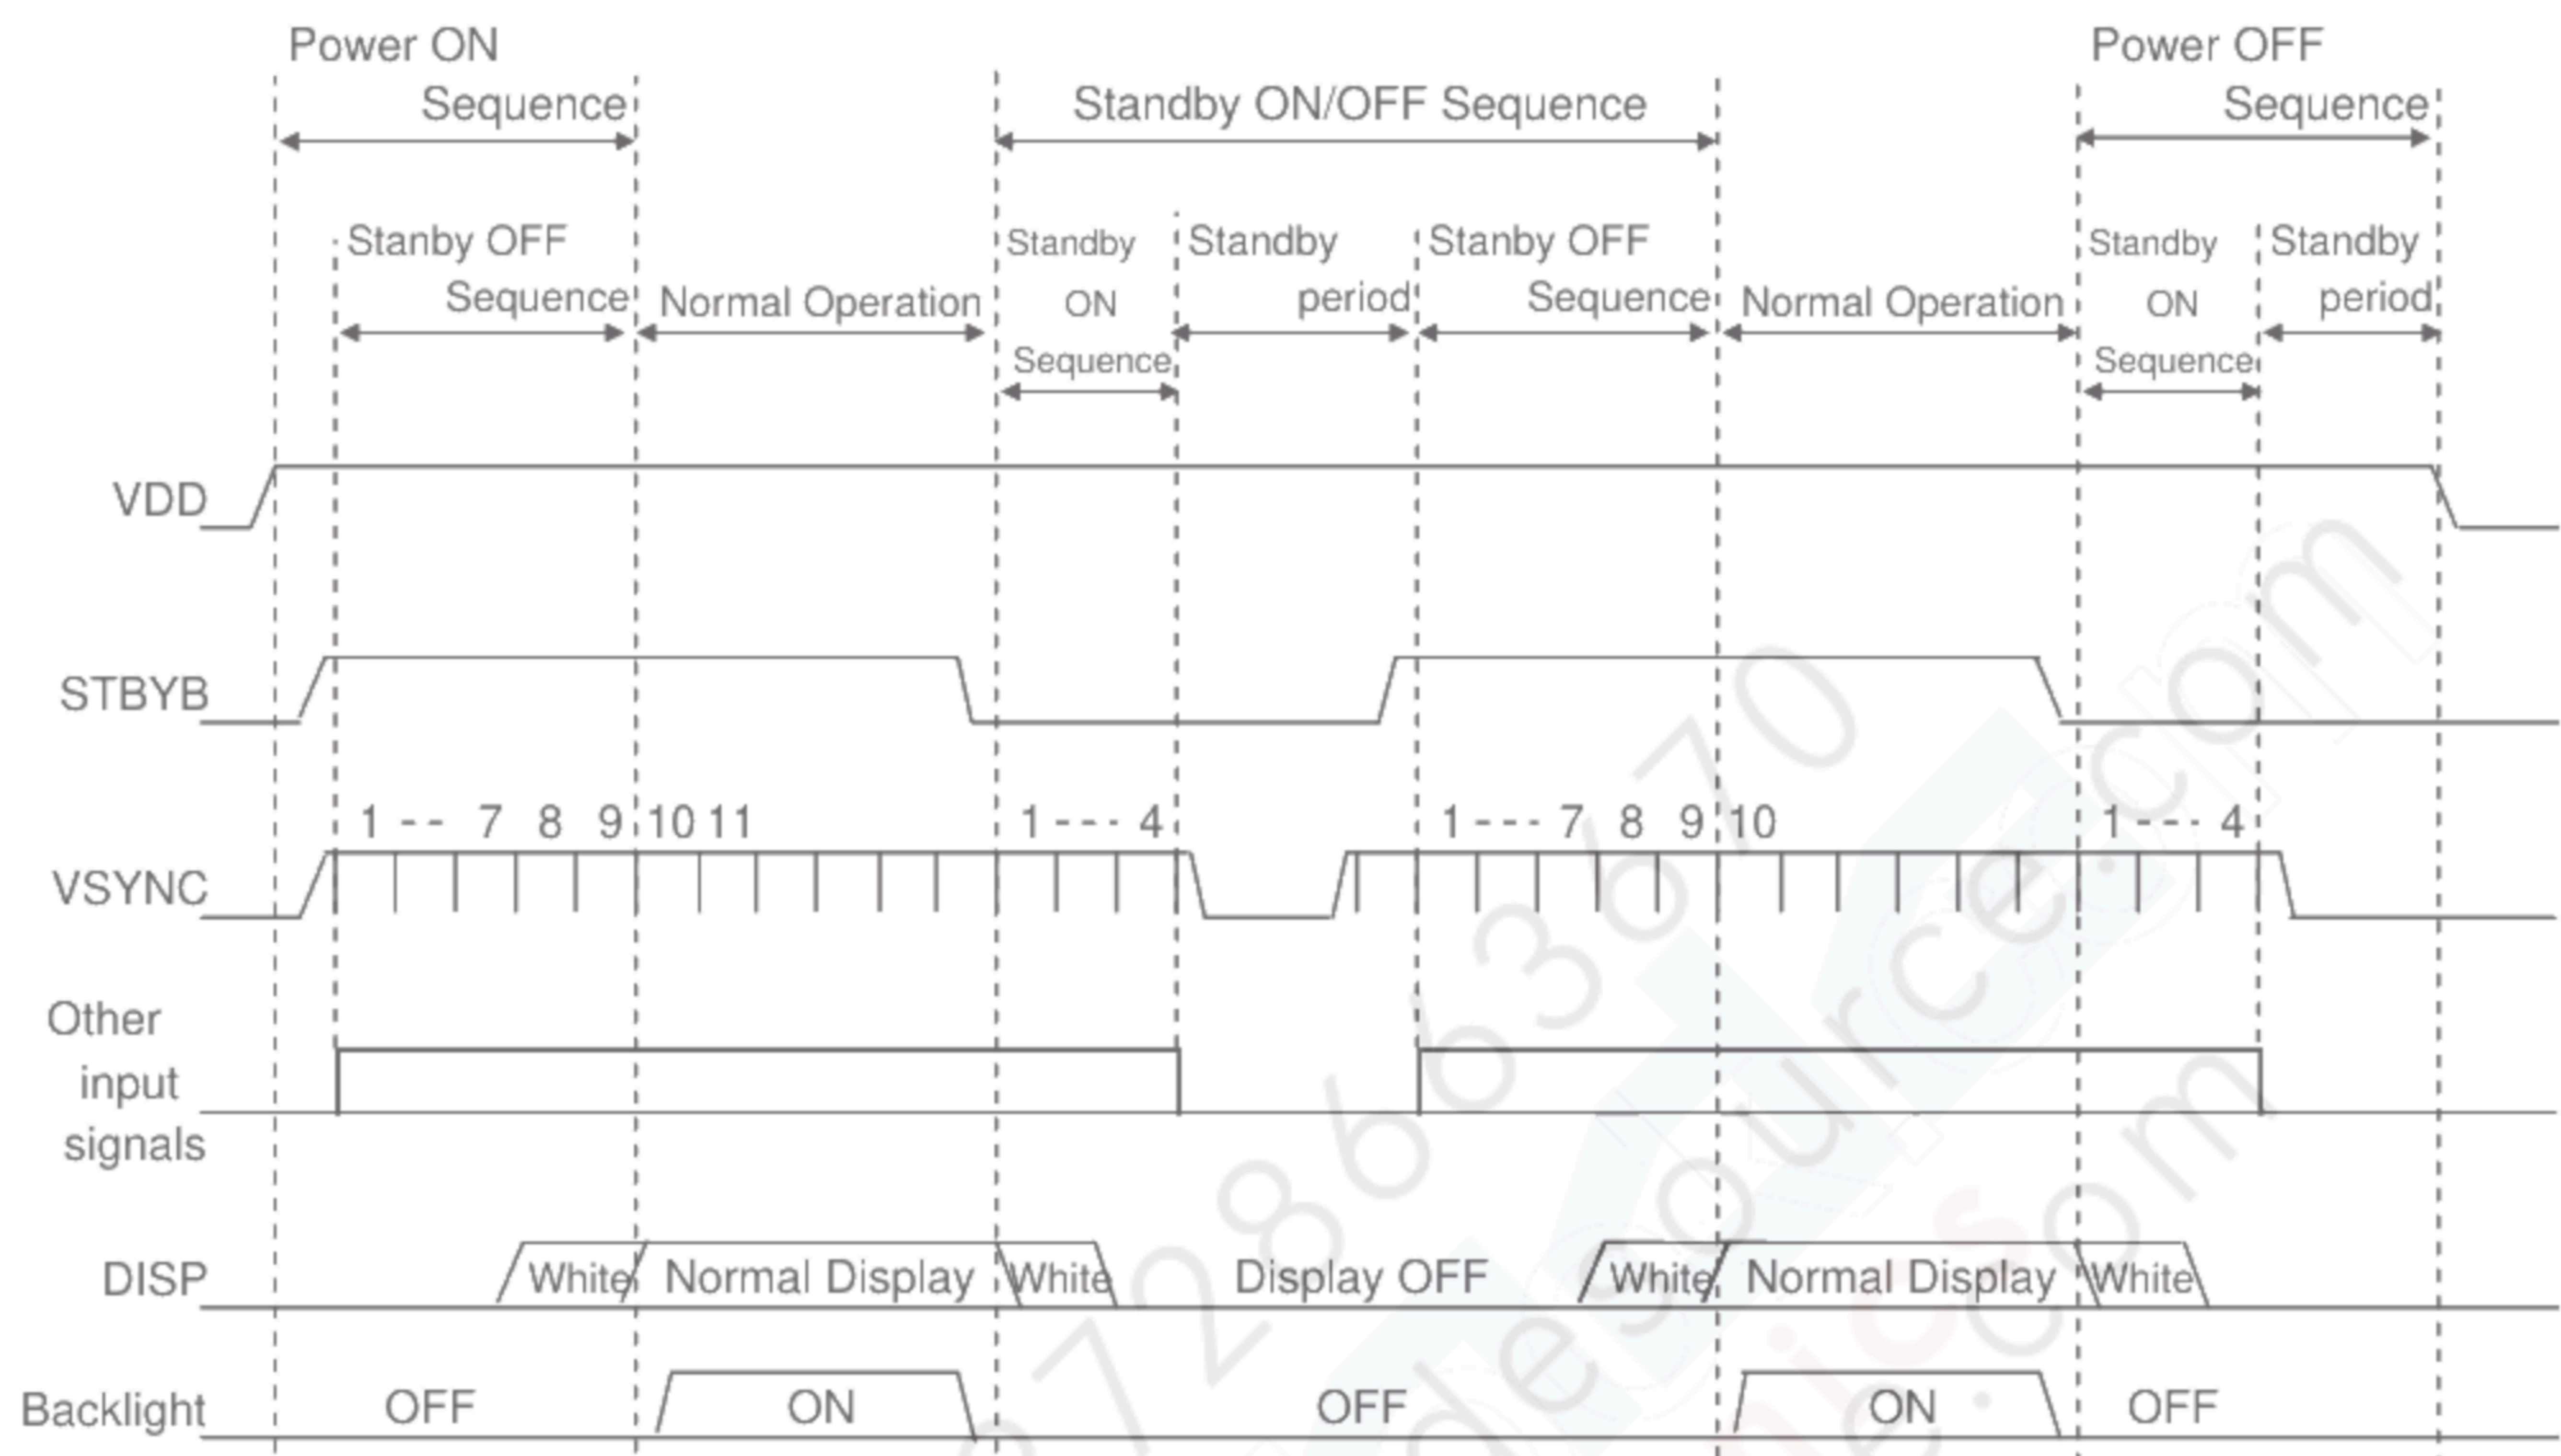 Power ON
Sequence
Standby ON/OFF Sequence
Power OFF
Sequence
Stanby OFF
Sequence
Normal Operation
Standby
ON
Sequence
Standby
period
Stanby OFF
Sequence
Normal Operation
Standby
ON
Sequence
Standby
period
VDD
STBYB
1 -- 7 8 9 10 11 1 --- 4 1 --- 7 8 9 10 1 --- 4
VSYNC
Other
input
signals
DISP White Normal Display White Display OFF White Normal Display White
Backlight OFF ON OFF ON OFF